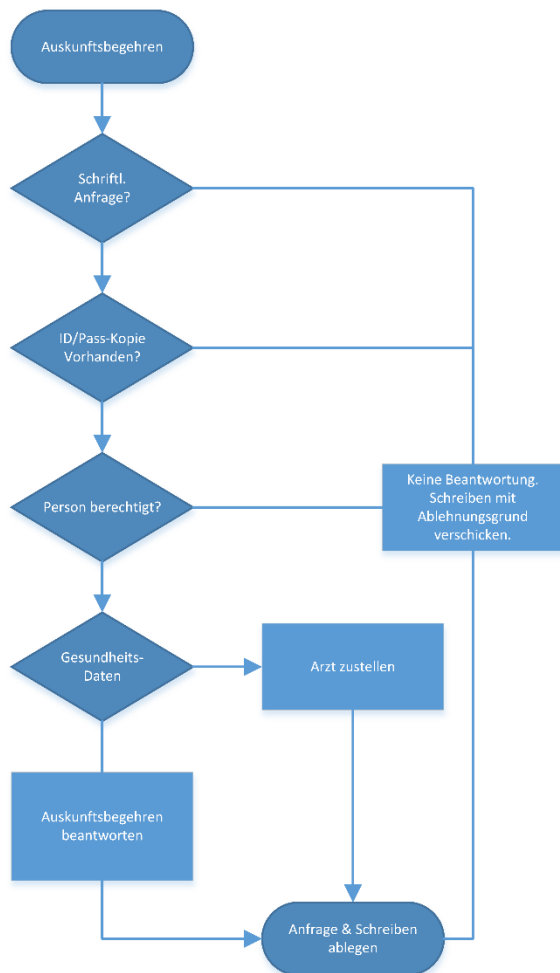 Auskunftsbegehren
Schriftl.
Anfrage?
ID/Pass-Kopie
Vorhanden?
Person berechtigt?
Keine Beantwortung.
Schreiben mit
Ablehnungsgrund
verschicken.
Gesundheits-
Daten
Arzt zustellen
Auskunftsbegehren
beantworten
Anfrage & Schreiben
ablegen